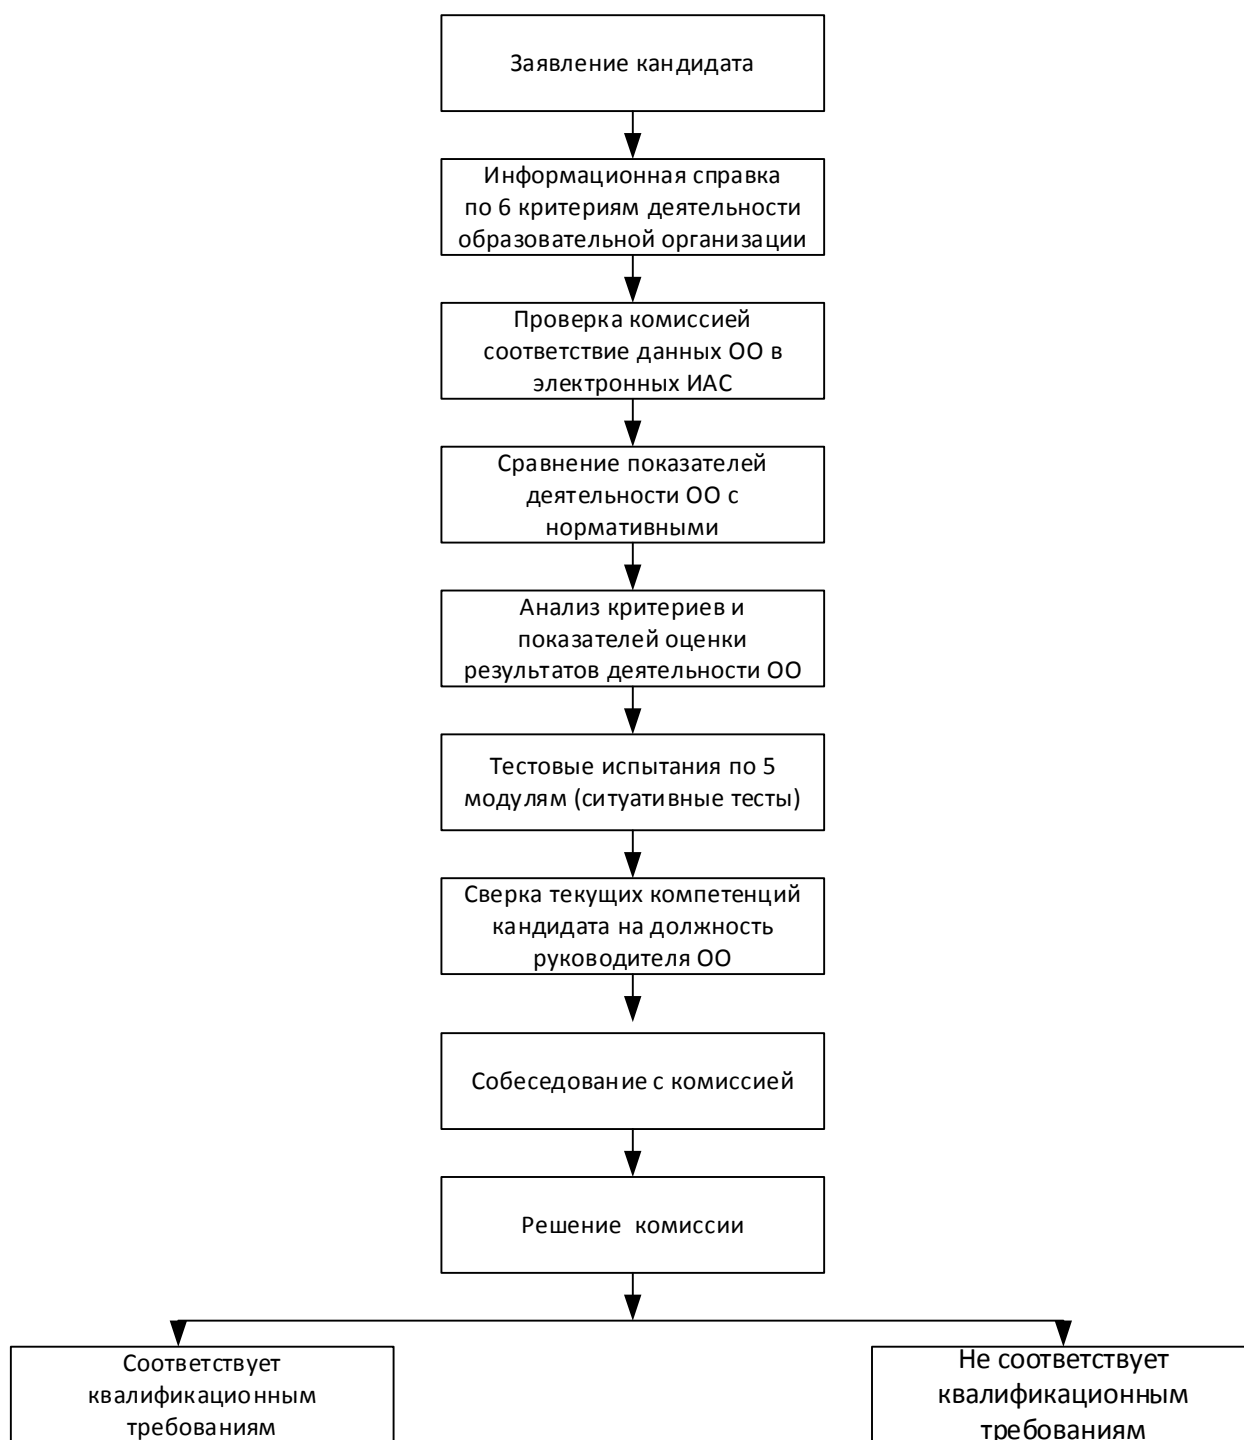 Заявление кандидата
Информационная справка
по 6 критериям деятельности
образовательной организации
Проверка комиссией
соответствие данных ОО в
электронных ИАС
Сравнение показателей
деятельности ОО с
нормативными
Анализ критериев и
показателей оценки
результатов деятельности ОО
Тестовые испытания по 5
модулям (ситуативные тесты)
Сверка текущих компетенций
кандидата на должность
руководителя ОО
Собеседование с комиссией
Решение комиссии
Соответствует
квалификационным
требованиям
Не соответствует
квалификационным
требованиям